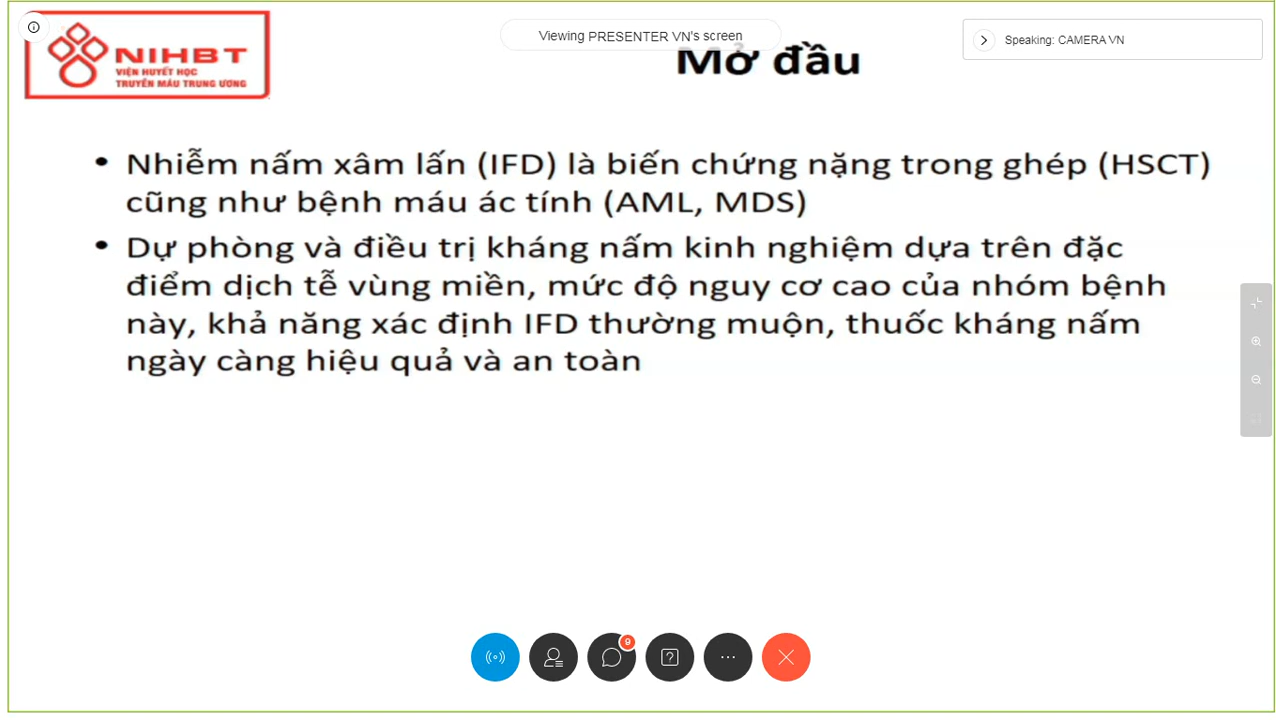 NIHBT
VIỆN HUYẾT HỌC
TRUYỀN MÁU TRUNG ƯƠNG
Viewing PRESENTER VN's screen
Speaking: CAMERA VN
Mở đầu
• Nhiễm nấm xâm lấn (IFD) là biến chứng nặng trong ghép (HSCT)
cũng như bệnh máu ác tính (AML, MDS)
• Dự phòng và điều trị kháng nấm kinh nghiệm dựa trên đặc
điểm dịch tễ vùng miền, mức độ nguy cơ cao của nhóm bệnh
này, khả năng xác định IFD thường muộn, thuốc kháng nấm
ngày càng hiệu quả và an toàn
9